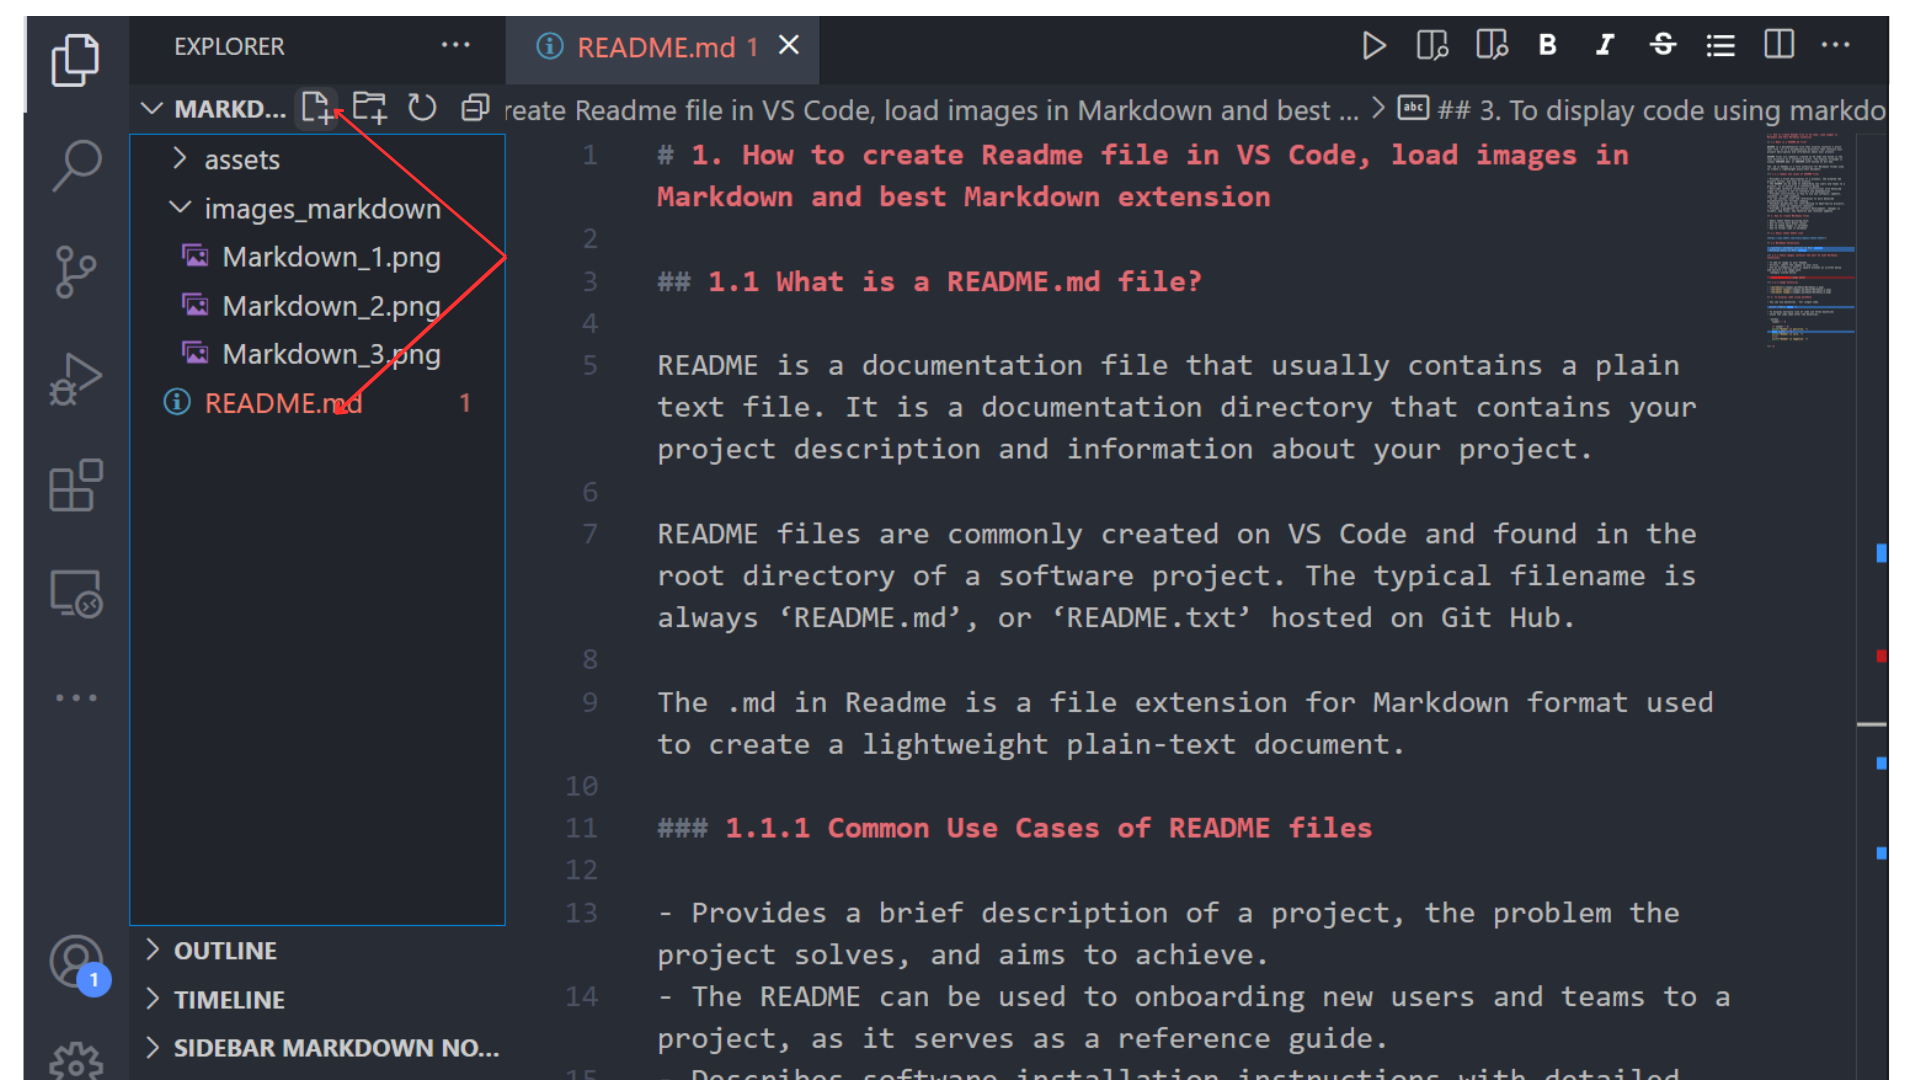 EXPLORER
README.md 1
MARKD...
reate Readme file in VS Code, load images in Markdown and best ... > abc ## 3. To display code using markdo
assets
images_markdown
Markdown_1.png
Markdown_2.png
Markdown_3.png
README.md 1
OUTLINE
TIMELINE
SIDEBAR MARKDOWN NO...
1
1 # 1. How to create Readme file in VS Code, load images in
Markdown and best Markdown extension
2
3 ## 1.1 What is a README.md file?
4
5 README is a documentation file that usually contains a plain
text file. It is a documentation directory that contains your
project description and information about your project.
6
7 README files are commonly created on VS Code and found in the
root directory of a software project. The typical filename is
always ‘README.md’, or ‘README.txt’ hosted on Git Hub.
8
9 The .md in Readme is a file extension for Markdown format used
to create a lightweight plain-text document.
10
11 ### 1.1.1 Common Use Cases of README files
12
13 - Provides a brief description of a project, the problem the
project solves, and aims to achieve.
14 - The README can be used to onboarding new users and teams to a
project, as it serves as a reference guide.
15 - Describes software installation instructions with detailed